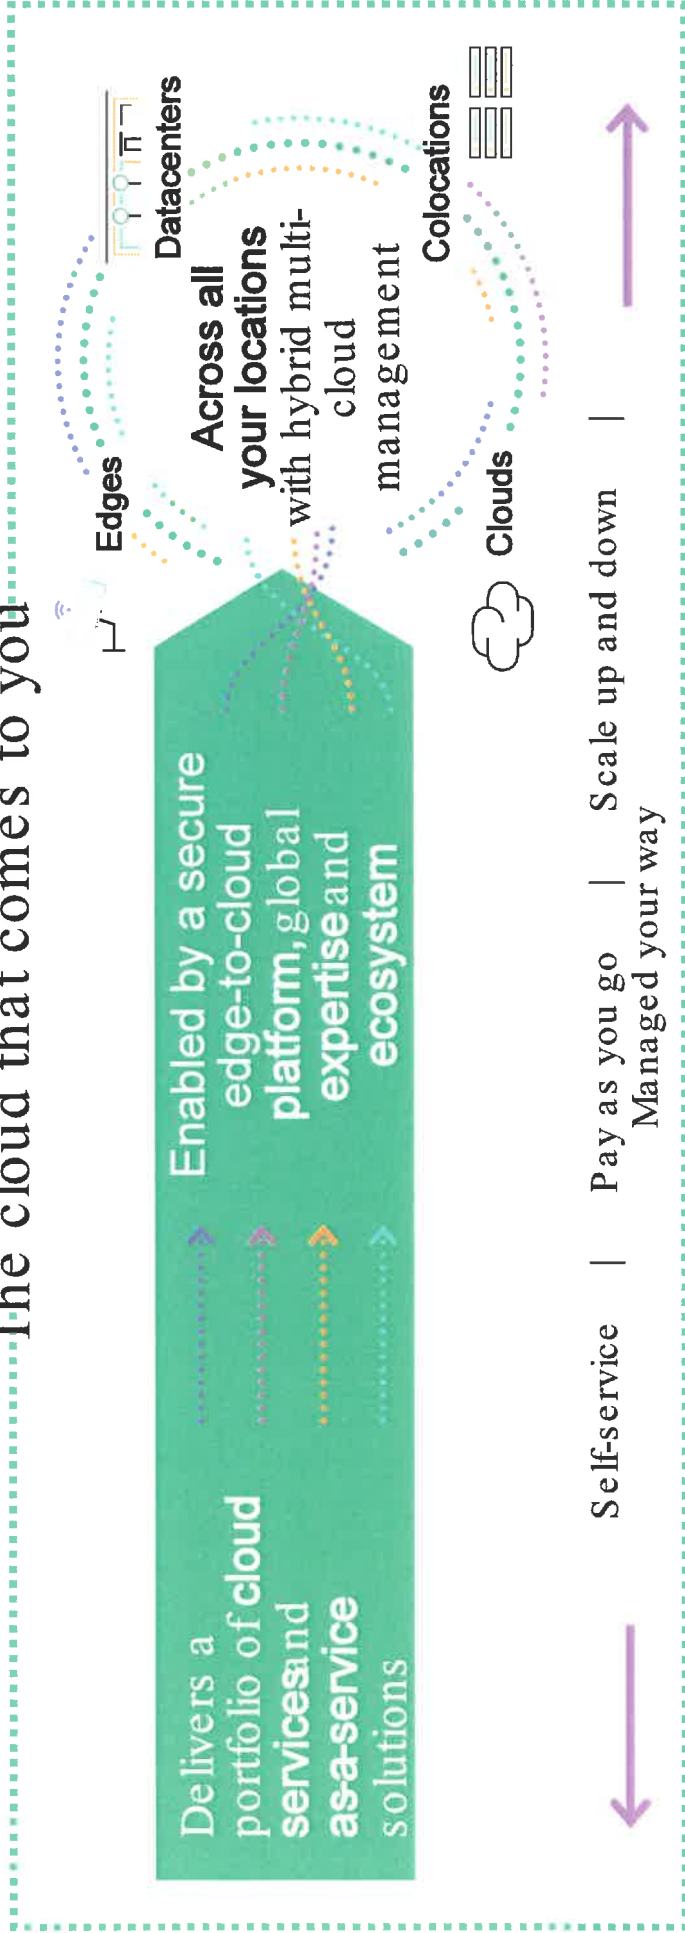 The cloud that comes to you
Delivers a
portfolio of cloud
services and
as-a-service
solutions
Enabled by a secure
edge-to-cloud
platform, global
expertise and
ecosystem
Edges
Datacenters
Across all
your locations
with hybrid multi-
cloud
management
Clouds
Colocations
Self-service | Pay as you go | Scale up and down |
Managed your way